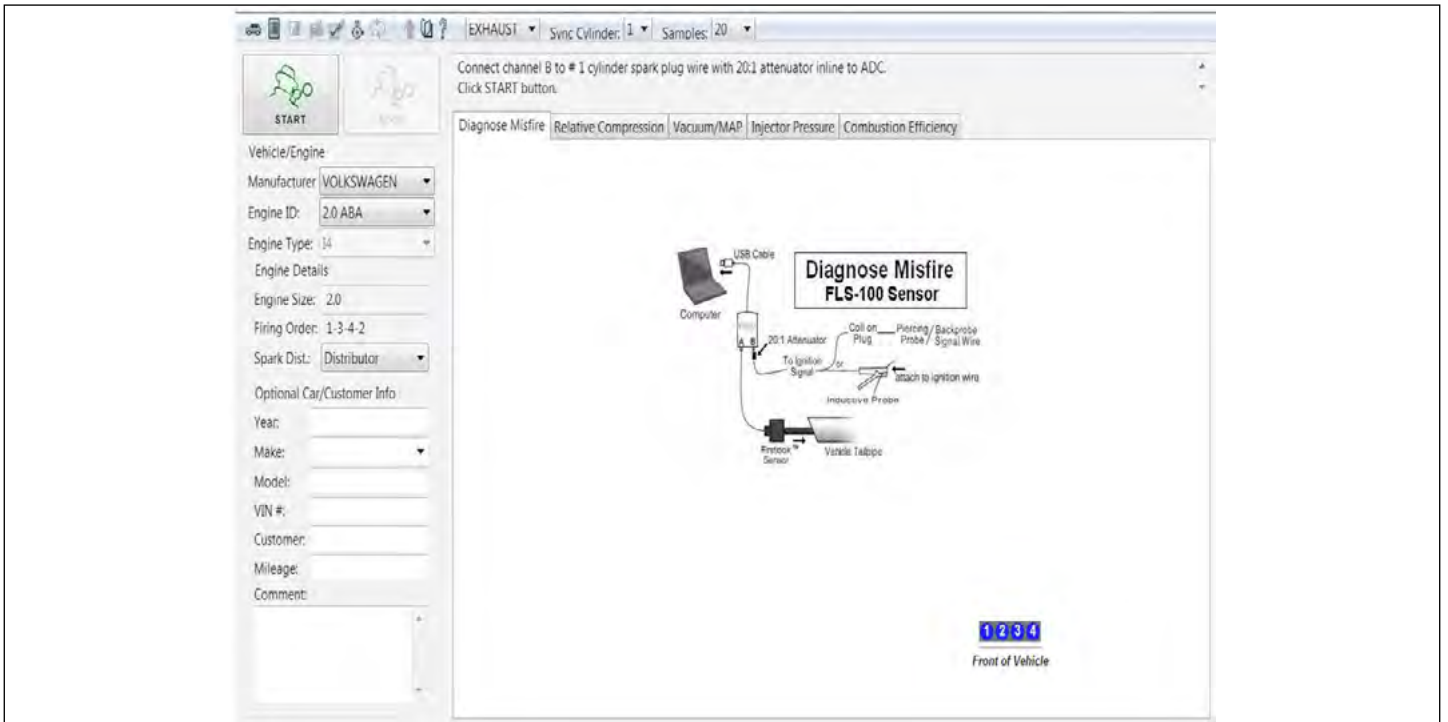 EXHAUST Sync Cylinder: 1 Samples: 20
START
Connect channel B to # 1 cylinder spark plug wire with 20:1 attenuator inline to ADC.
Click START button.
Diagnose Misfire Relative Compression Vacuum/MAP Injector Pressure Combustion Efficiency
Vehicle/Engine
Manufacturer VOLKSWAGEN
Engine ID: 2.0 ABA
Engine Type: I4
Engine Details
Engine Size: 2.0
Firing Order: 1-3-4-2
Spark Dist.: Distributor
Optional Car/Customer Info
Year:
Make:
Model:
VIN #:
Customer:
Mileage:
Comment:
USB Cable
Computer
Diagnose Misfire
FLS-100 Sensor
A B
20:1 Attenuator
To Ignition
Signal
or
Coil on
Plug
Piercing/Backprobe
Probe/ Signal Wire
attach to ignition wire
Inductive Probe
Firstlook™
Sensor
Vehicle Tailpipe
1 2 3 4
Front of Vehicle